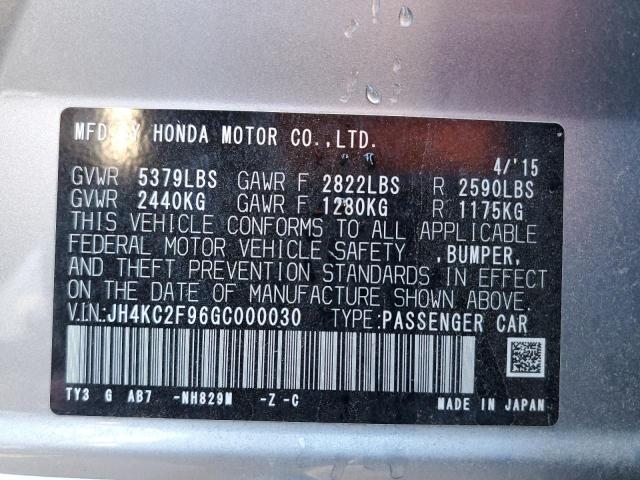 MFD. BY HONDA MOTOR CO.,LTD.
4/'15
GVWR 5379LBS GAWR F 2822LBS R 2590LBS
GVWR 2440KG GAWR F 1280KG R 1175KG
THIS VEHICLE CONFORMS TO ALL APPLICABLE
FEDERAL MOTOR VEHICLE SAFETY ,BUMPER,
AND THEFT PREVENTION STANDARDS IN EFFECT
ON THE DATE OF MANUFACTURE SHOWN ABOVE.
V.I.N.:JH4KC2F96GC000030 TYPE:PASSENGER CAR
TY3 G AB7 -NH829M -Z -C MADE IN JAPAN